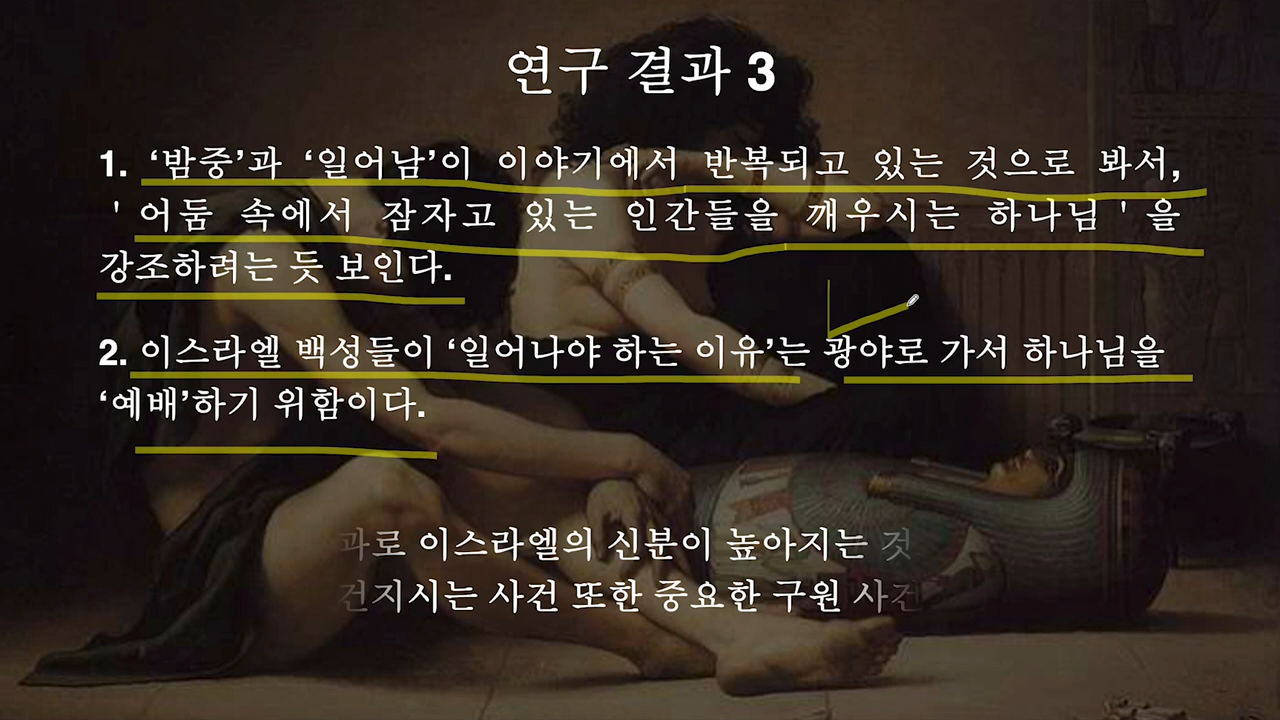 연구 결과 3
1. ‘밤중’과 ‘일어남’이 이야기에서 반복되고 있는 것으로 봐서,
'어둠 속에서 잠자고 있는 인간들을 깨우시는 하나님'을
강조하려는 듯 보인다.
2. 이스라엘 백성들이 ‘일어나야 하는 이유’는 광야로 가서 하나님을
‘예배’하기 위함이다.
과로 이스라엘의 신분이 높아지는 것
건지시는 사건 또한 중요한 구원 사건